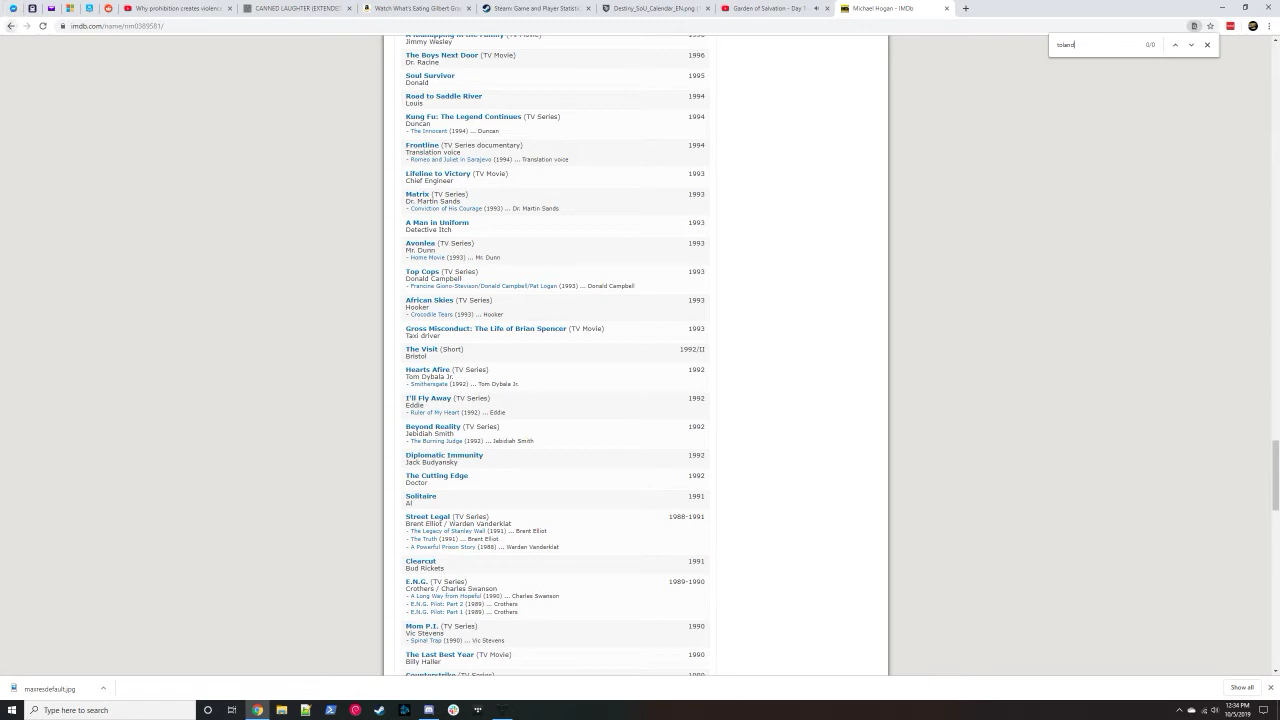 Why prohibition creates violence
CANNED LAUGHTER (EXTENDED
Watch What's Eating Gilbert Gra
Steam: Game and Player Statistic
Destiny_SoU_Calendar_EN.png (1
Garden of Salvation - Day 1
Michael Hogan - IMDb
imdb.com/name/nm0389581/
toland
0/0
Jimmy Wesley
The Boys Next Door (TV Movie) 1996
Dr. Racine
Soul Survivor 1995
Donald
Road to Saddle River 1994
Louis
Kung Fu: The Legend Continues (TV Series) 1994
Duncan
- The Innocent (1994) ... Duncan
Frontline (TV Series documentary) 1994
Translation voice
- Romeo and Juliet in Sarajevo (1994) ... Translation voice
Lifeline to Victory (TV Movie) 1993
Chief Engineer
Matrix (TV Series) 1993
Dr. Martin Sands
- Conviction of His Courage (1993) ... Dr. Martin Sands
A Man in Uniform 1993
Detective Itch
Avonlea (TV Series) 1993
Mr. Dunn
- Home Movie (1993) ... Mr. Dunn
Top Cops (TV Series) 1993
Donald Campbell
- Francine Giono-Stevison/Donald Campbell/Pat Logan (1993) ... Donald Campbell
African Skies (TV Series) 1993
Hooker
- Crocodile Tears (1993) ... Hooker
Gross Misconduct: The Life of Brian Spencer (TV Movie) 1993
Taxi driver
The Visit (Short) 1992/II
Bristol
Hearts Afire (TV Series) 1992
Tom Dybala Jr.
- Smithersgate (1992) ... Tom Dybala Jr.
I'll Fly Away (TV Series) 1992
Eddie
- Ruler of My Heart (1992) ... Eddie
Beyond Reality (TV Series) 1992
Jebidiah Smith
- The Burning Judge (1992) ... Jebidiah Smith
Diplomatic Immunity 1992
Jack Budyansky
The Cutting Edge 1992
Doctor
Solitaire 1991
Al
Street Legal (TV Series) 1988-1991
Brent Elliot / Warden Vanderklat
- The Legacy of Stanley Wall (1991) ... Brent Elliot
- The Truth (1991) ... Brent Elliot
- A Powerful Prison Story (1988) ... Warden Vanderklat
Clearcut 1991
Bud Rickets
E.N.G. (TV Series) 1989-1990
Crothers / Charles Swanson
- A Long Way from Hopeful (1990) ... Charles Swanson
- E.N.G. Pilot: Part 2 (1989) ... Crothers
- E.N.G. Pilot: Part 1 (1989) ... Crothers
Mom P.I. (TV Series) 1990
Vic Stevens
- Spinal Trap (1990) ... Vic Stevens
The Last Best Year (TV Movie) 1990
Billy Haller
Counterstrike (TV Series) 1990
maxresdefault.jpg
Show all
Type here to search
12:34 PM
10/5/2019